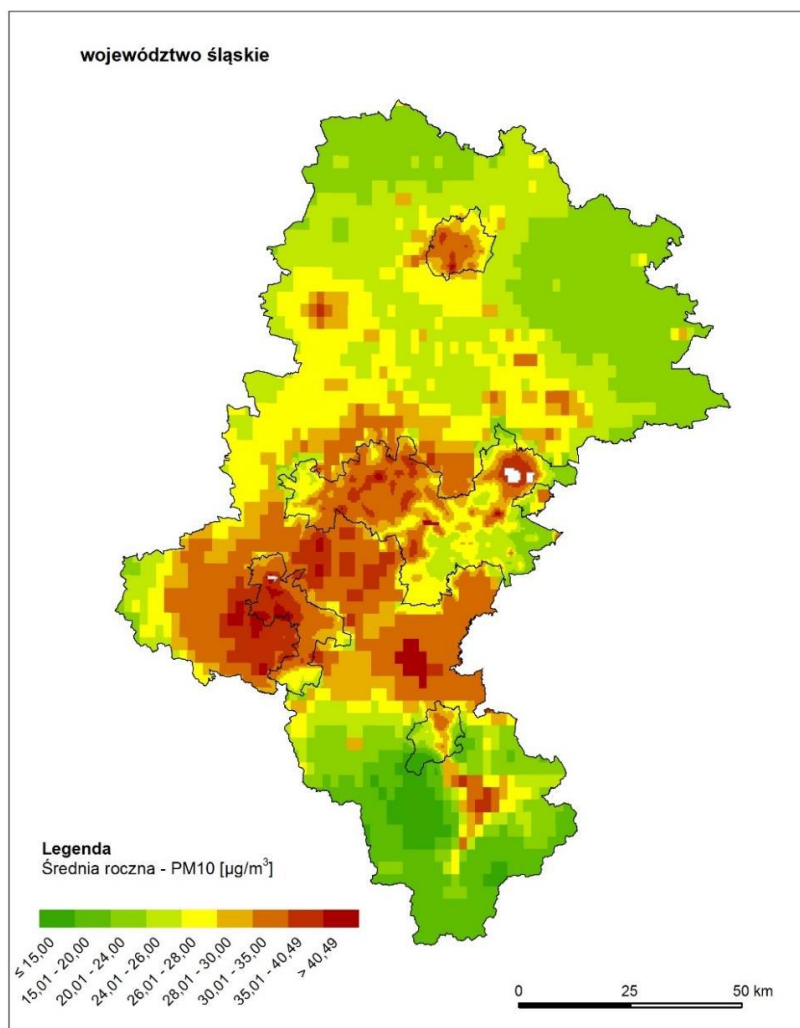 województwo śląskie
Legenda
Średnia roczna - PM10 [µg/m³]
≤ 15,00
15,01 - 20,00
20,01 - 24,00
24,01 - 26,00
26,01 - 28,00
28,01 - 30,00
30,01 - 35,00
35,01 - 40,49
> 40,49
0 25 50 km